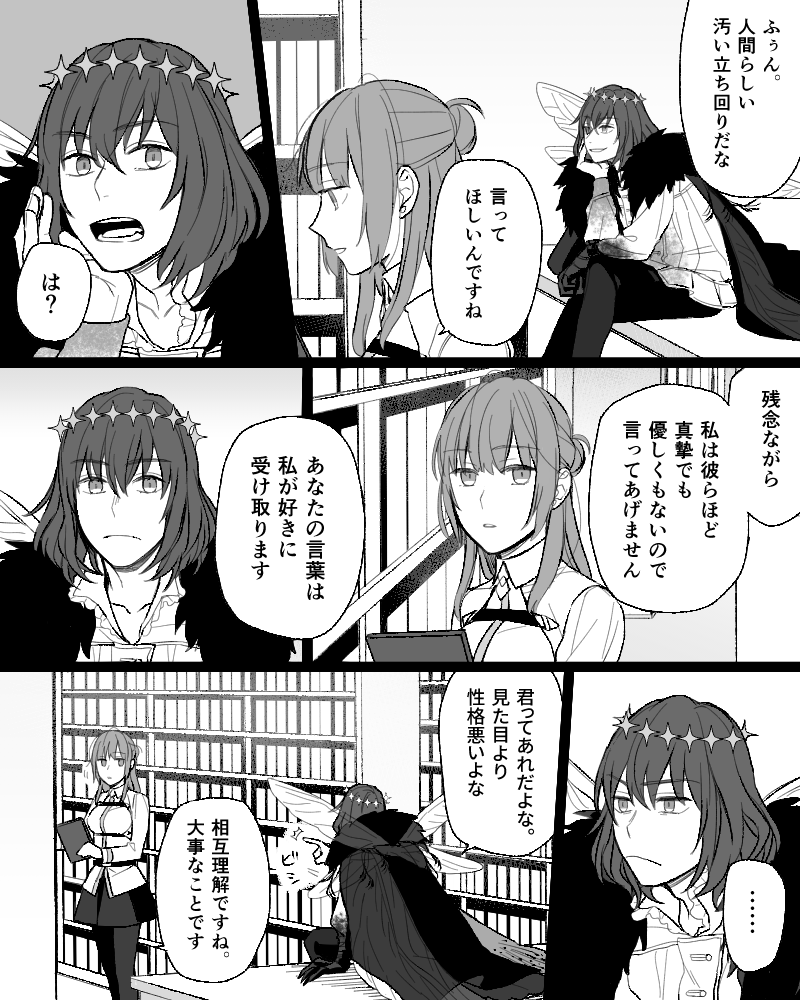 ふぅん。
人間らしい
汚い立ち回りだな
言って
ほしいんですね
は?
残念ながら
私は彼らほど
真摯でも
優しくもないので
言ってあげません
あなたの言葉は
私が好きに
受け取ります
……
君ってあれだよな。
見た目より
性格悪いよな
ビシ
相互理解ですね。
大事なことです